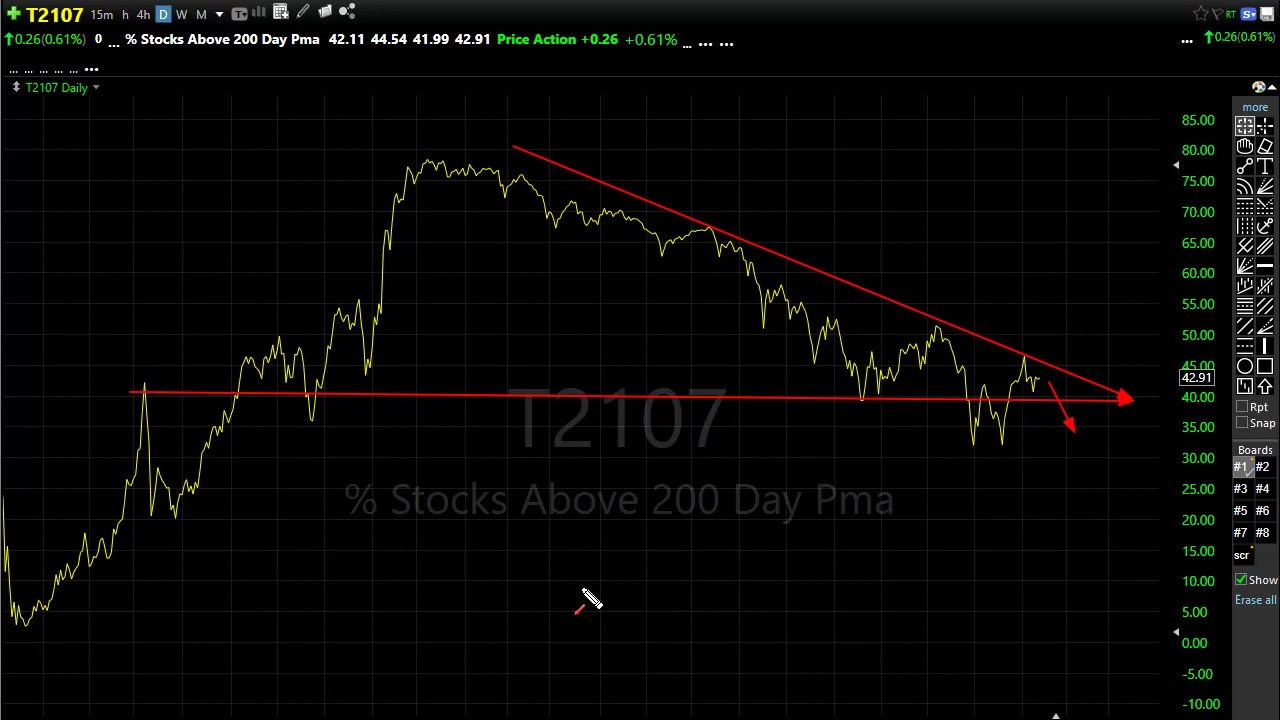 T2107 15m h 4h D W M T RT S
↑0.26(0.61%) 0 ... % Stocks Above 200 Day Pma 42.11 44.54 41.99 42.91 Price Action +0.26 +0.61% ... ... ... ... ↑0.26(0.61%)
... ... ... ... ... ...
T2107 Daily
more
85.00
80.00
75.00
70.00
65.00
60.00
55.00
50.00
45.00
42.91
40.00
35.00
30.00
25.00
20.00
15.00
10.00
5.00
0.00
-5.00
-10.00
T2107
% Stocks Above 200 Day Pma
T
Rpt
Snap
Boards
#1 #2
#3 #4
#5 #6
#7 #8
scr
Show
Erase all